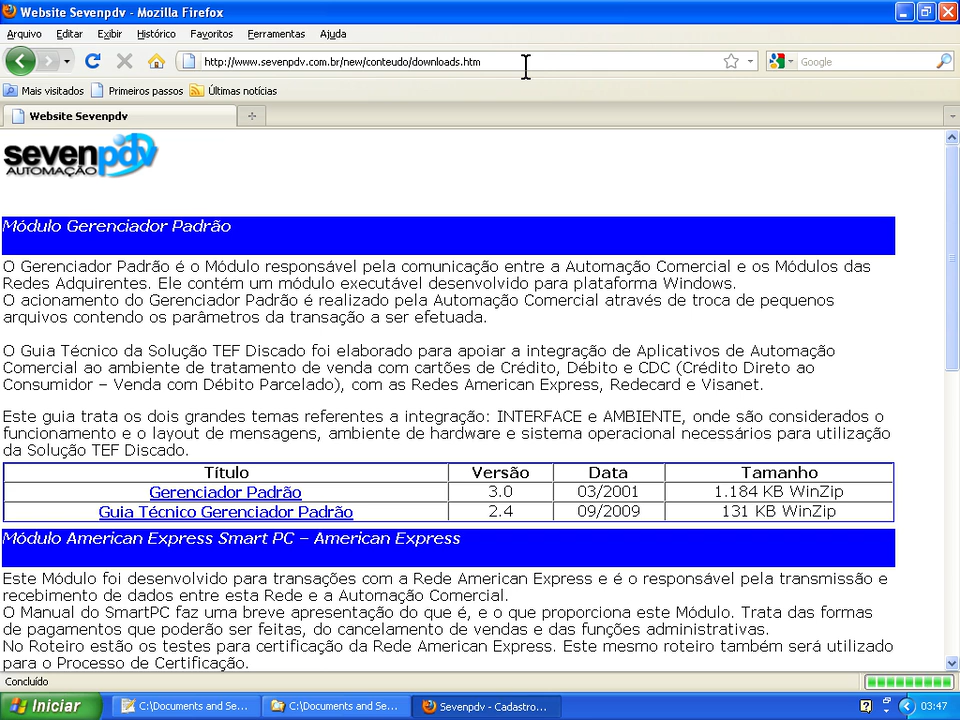 Website Sevenpdv - Mozilla Firefox
Arquivo Editar Exibir Histórico Favoritos Ferramentas Ajuda
http://www.sevenpdv.com.br/new/conteudo/downloads.htm
Google
Mais visitados Primeiros passos Últimas notícias
Website Sevenpdv
sevenpdv
AUTOMAÇÃO
Módulo Gerenciador Padrão
O Gerenciador Padrão é o Módulo responsável pela comunicação entre a Automação Comercial e os Módulos das
Redes Adquirentes. Ele contém um módulo executável desenvolvido para plataforma Windows.
O acionamento do Gerenciador Padrão é realizado pela Automação Comercial através de troca de pequenos
arquivos contendo os parâmetros da transação a ser efetuada.
O Guia Técnico da Solução TEF Discado foi elaborado para apoiar a integração de Aplicativos de Automação
Comercial ao ambiente de tratamento de venda com cartões de Crédito, Débito e CDC (Crédito Direto ao
Consumidor – Venda com Débito Parcelado), com as Redes American Express, Redecard e Visanet.
Este guia trata os dois grandes temas referentes a integração: INTERFACE e AMBIENTE, onde são considerados o
funcionamento e o layout de mensagens, ambiente de hardware e sistema operacional necessários para utilização
da Solução TEF Discado.
Título Versão Data Tamanho
Gerenciador Padrão 3.0 03/2001 1.184 KB WinZip
Guia Técnico Gerenciador Padrão 2.4 09/2009 131 KB WinZip
Módulo American Express Smart PC – American Express
Este Módulo foi desenvolvido para transações com a Rede American Express e é o responsável pela transmissão e
recebimento de dados entre esta Rede e a Automação Comercial.
O Manual do SmartPC faz uma breve apresentação do que é, e o que proporciona este Módulo. Trata das formas
de pagamentos que poderão ser feitas, do cancelamento de vendas e das funções administrativas.
No Roteiro estão os testes para certificação da Rede American Express. Este mesmo roteiro também será utilizado
para o Processo de Certificação.
Concluído
Iniciar C:\Documents and Se... C:\Documents and Se... Sevenpdv - Cadastro... 03:47